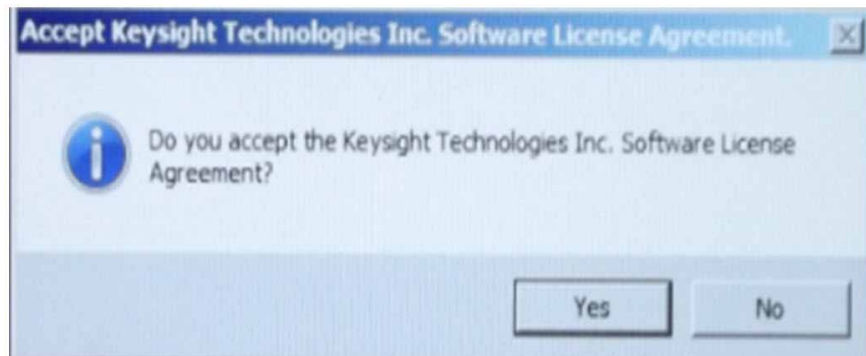 Accept Keysight Technologies Inc. Software License Agreement.
Do you accept the Keysight Technologies Inc. Software License
Agreement?
Yes
No